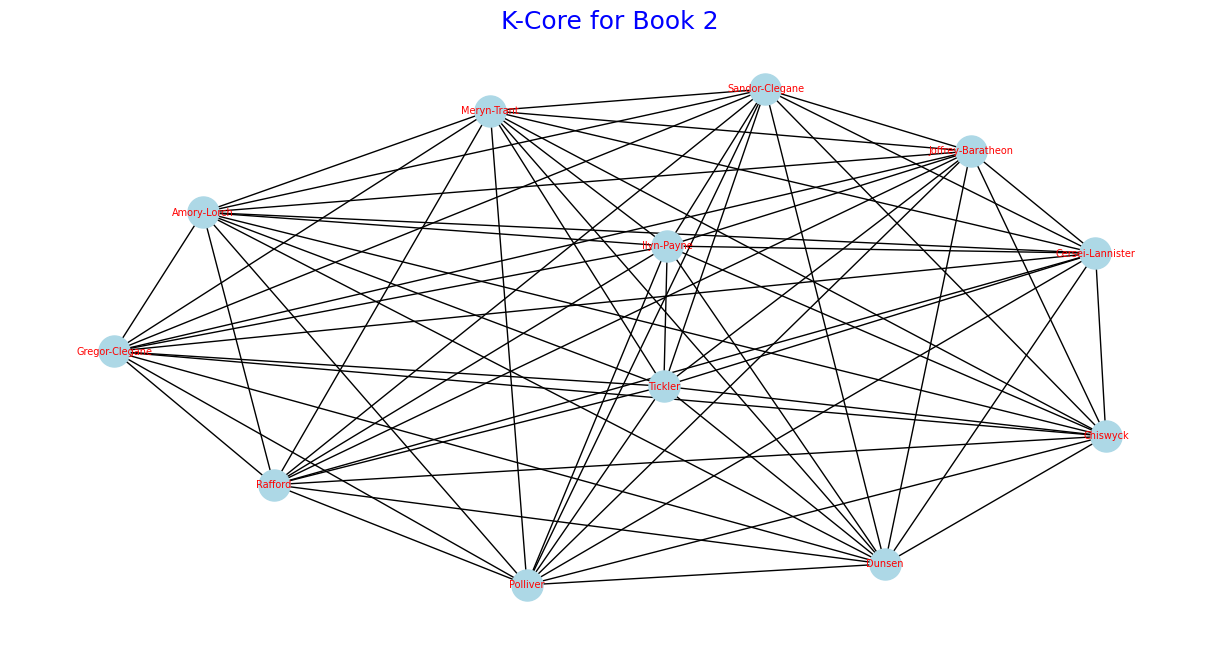 K-Core for Book 2
Sandor-Clegane
Meryn-Trant
Joffrey-Baratheon
Amory-Lorch
Ilyn-Payne
Cersei-Lannister
Gregor-Clegane
Tickler
Chiswyck
Rafford
Dunsen
Polliver